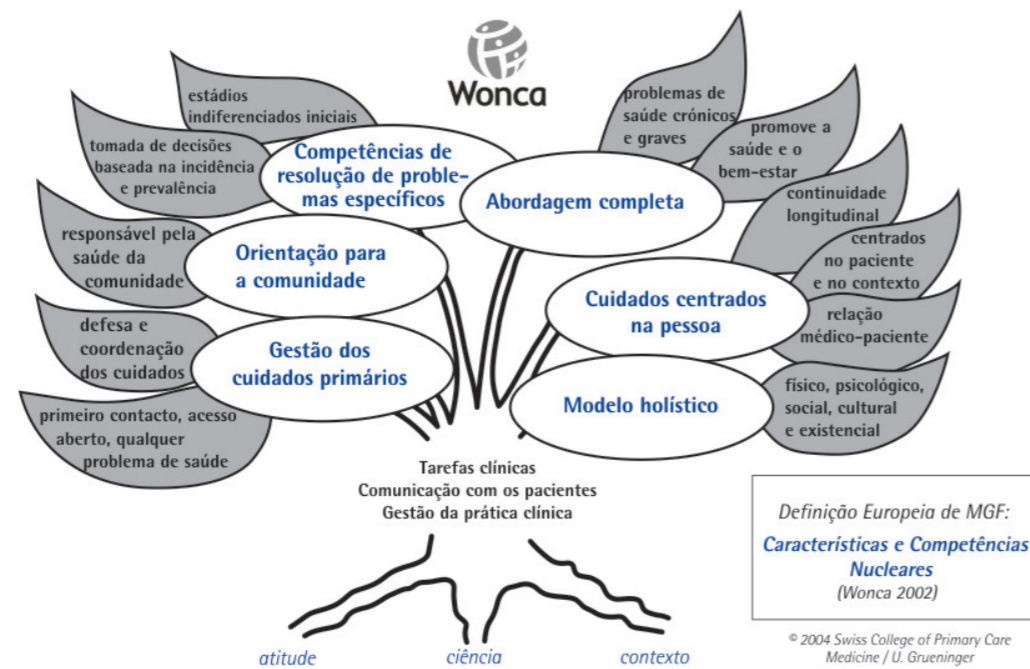 Wonca
estádios
indiferenciados iniciais
tomada de decisões
baseada na incidência
e prevalência
Competências de
resolução de proble-
mas específicos
responsável pela
saúde da
comunidade
Orientação para
a comunidade
defesa e
coordenação
dos cuidados
Gestão dos
cuidados primários
primeiro contacto, acesso
aberto, qualquer
problema de saúde
problemas de
saúde crónicos
e graves
promove a
saúde e o
bem-estar
Abordagem completa
continuidade
longitudinal
centrados
no paciente
e no contexto
Cuidados centrados
na pessoa
relação
médico-paciente
Modelo holístico
físico, psicológico,
social, cultural
e existencial
Tarefas clínicas
Comunicação com os pacientes
Gestão da prática clínica
atitude
ciência
contexto
Definição Europeia de MGF:
Características e Competências
Nucleares
(Wonca 2002)
© 2004 Swiss College of Primary Care
Medicine / U. Grueninger